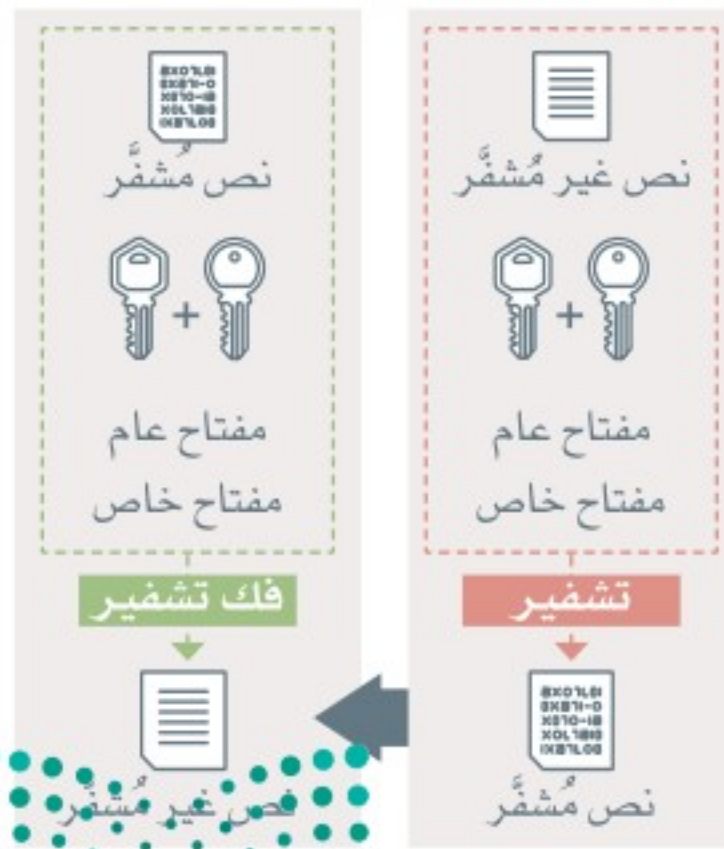 نص غير مُشفَّر
+
مفتاح عام
مفتاح خاص
تشفير
نص مُشفَّر
نص مُشفَّر
+
مفتاح عام
مفتاح خاص
فك تشفير
نص غير مُشفَّر